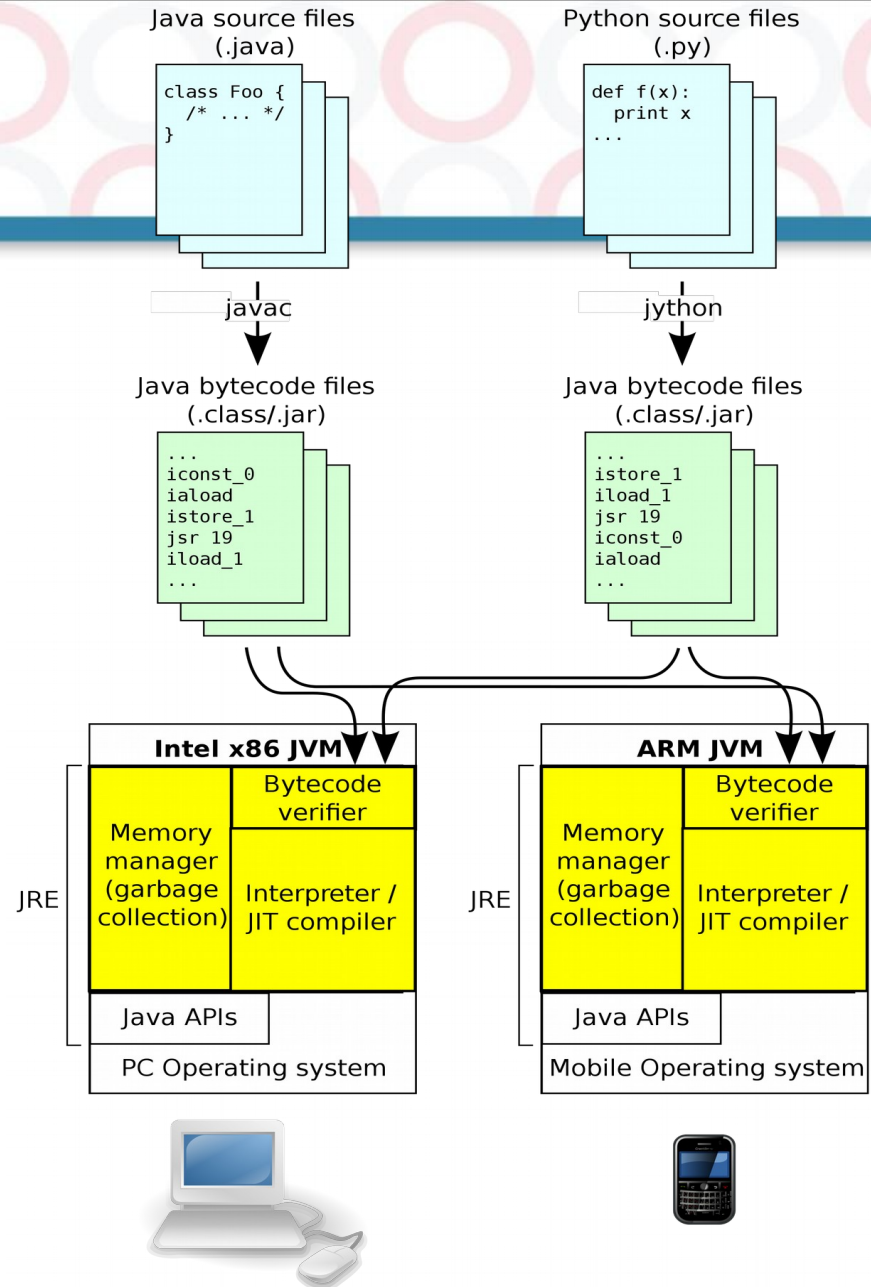 Java source files
(.java)
class Foo {
/* ... */
}
Python source files
(.py)
def f(x):
print x
...
javac
jython
Java bytecode files
(.class/.jar)
...
iconst_0
iaload
istore_1
jsr 19
iload_1
...
Java bytecode files
(.class/.jar)
...
istore_1
iload_1
jsr 19
iconst_0
iaload
...
Intel x86 JVM
JRE
Memory
manager
(garbage
collection)
Bytecode
verifier
Interpreter /
JIT compiler
Java APIs
PC Operating system
ARM JVM
JRE
Memory
manager
(garbage
collection)
Bytecode
verifier
Interpreter /
JIT compiler
Java APIs
Mobile Operating system